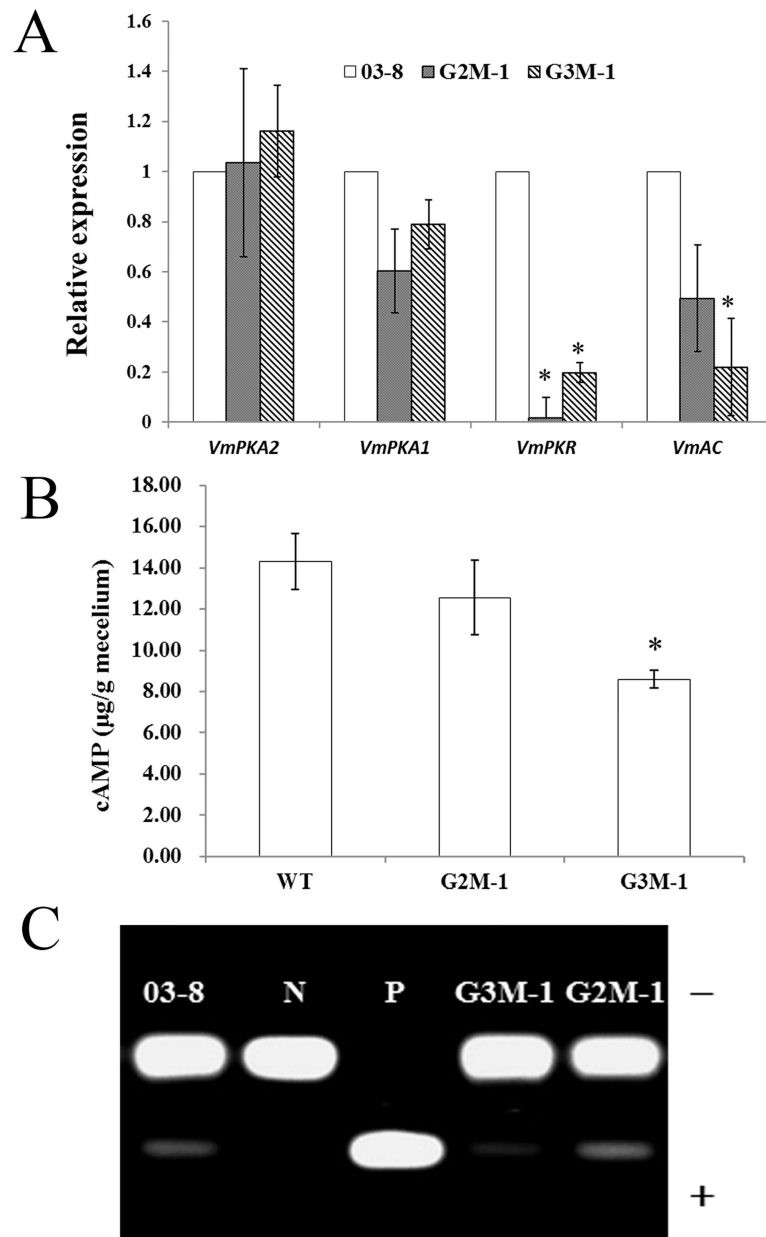 A
1.6
1.4
1.2
1
0.8
0.6
0.4
0.2
0
Relative expression
03-8 G2M-1 G3M-1
* * *
VmPKA2 VmPKA1 VmPKR VmAC
B
18.00
16.00
14.00
12.00
10.00
8.00
6.00
4.00
2.00
0.00
cAMP (μg/g mecelium)
*
WT G2M-1 G3M-1
C
03-8 N P G3M-1 G2M-1 –
+